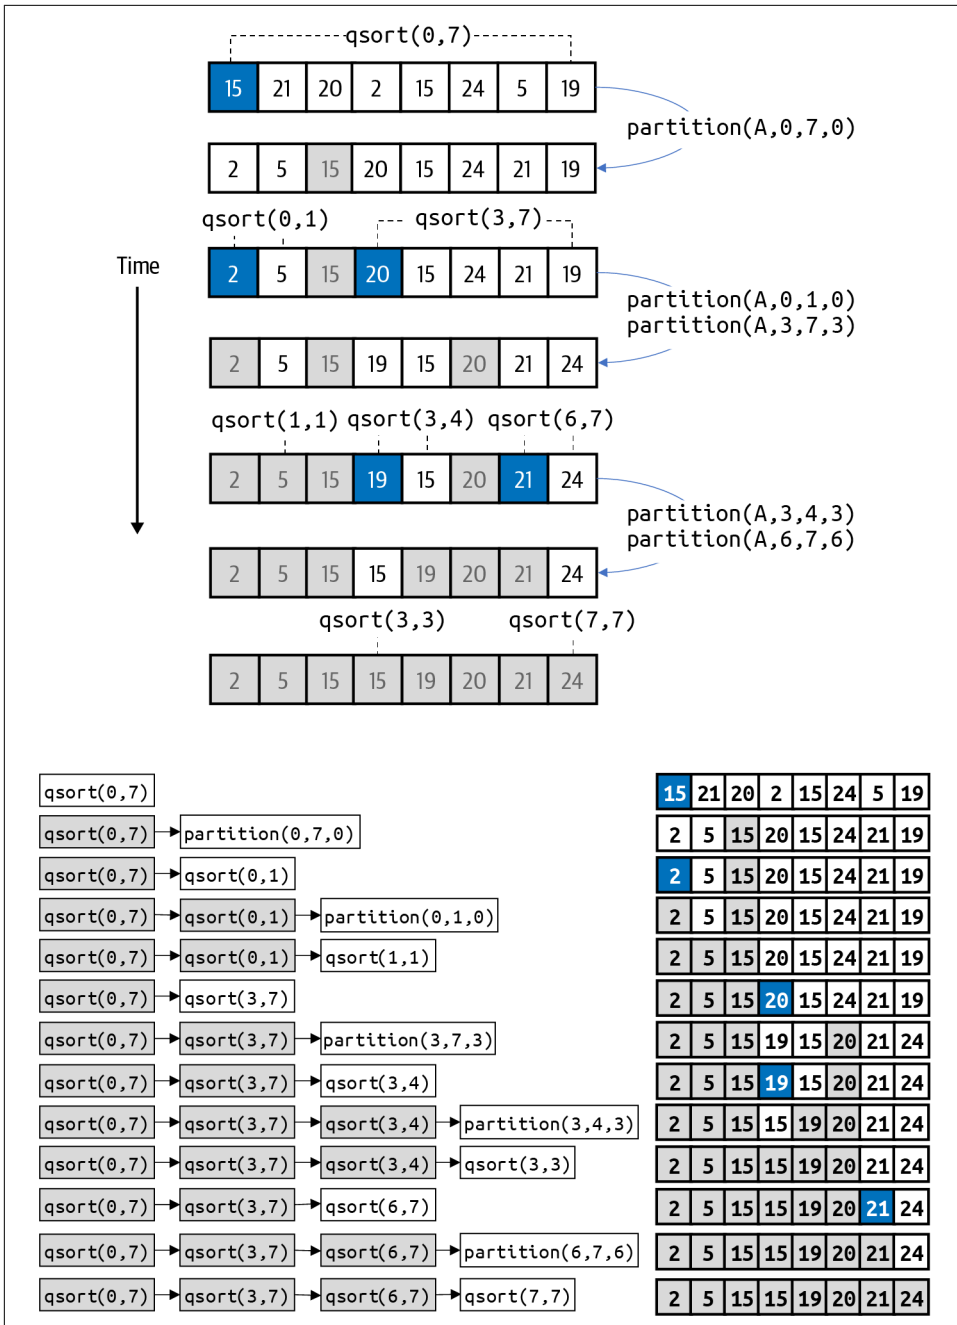 qsort(0,7)
15 21 20 2 15 24 5 19
partition(A,0,7,0)
2 5 15 20 15 24 21 19
qsort(0,1) qsort(3,7)
Time
2 5 15 20 15 24 21 19
partition(A,0,1,0)
partition(A,3,7,3)
2 5 15 19 15 20 21 24
qsort(1,1) qsort(3,4) qsort(6,7)
2 5 15 19 15 20 21 24
partition(A,3,4,3)
partition(A,6,7,6)
2 5 15 15 19 20 21 24
qsort(3,3) qsort(7,7)
2 5 15 15 19 20 21 24
qsort(0,7) 15 21 20 2 15 24 5 19
qsort(0,7) partition(0,7,0) 2 5 15 20 15 24 21 19
qsort(0,7) qsort(0,1) 2 5 15 20 15 24 21 19
qsort(0,7) qsort(0,1) partition(0,1,0) 2 5 15 20 15 24 21 19
qsort(0,7) qsort(0,1) qsort(1,1) 2 5 15 20 15 24 21 19
qsort(0,7) qsort(3,7) 2 5 15 20 15 24 21 19
qsort(0,7) qsort(3,7) partition(3,7,3) 2 5 15 19 15 20 21 24
qsort(0,7) qsort(3,7) qsort(3,4) 2 5 15 19 15 20 21 24
qsort(0,7) qsort(3,7) qsort(3,4) partition(3,4,3) 2 5 15 15 19 20 21 24
qsort(0,7) qsort(3,7) qsort(3,4) qsort(3,3) 2 5 15 15 19 20 21 24
qsort(0,7) qsort(3,7) qsort(6,7) 2 5 15 15 19 20 21 24
qsort(0,7) qsort(3,7) qsort(6,7) partition(6,7,6) 2 5 15 15 19 20 21 24
qsort(0,7) qsort(3,7) qsort(6,7) qsort(7,7) 2 5 15 15 19 20 21 24